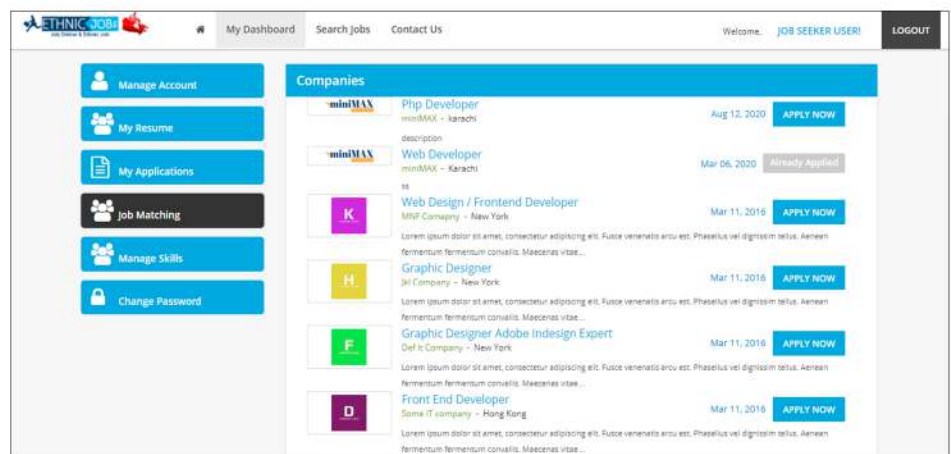 ETHNIC JOBS
My Dashboard
Search Jobs
Contact Us
Welcome, JOB SEEKER USER!
LOGOUT
Manage Account
My Resume
My Applications
Job Matching
Manage Skills
Change Password
Companies
miniMAX
Php Developer
miniMAX - karachi
Aug 12, 2020
APPLY NOW
description
miniMAX
Web Developer
miniMAX - Karachi
Mar 06, 2020
Already Applied
K
Web Design / Frontend Developer
MNF Comapny - New York
Mar 11, 2016
APPLY NOW
Lorem ipsum dolor sit amet, consectetur adipiscing elit. Fusce venenatis arcu est. Phasellus vel dignissim tellus. Aenean
fermentum fermentum convallis. Maecenas vitae...
H
Graphic Designer
Jkl Company - New York
Mar 11, 2016
APPLY NOW
Lorem ipsum dolor sit amet, consectetur adipiscing elit. Fusce venenatis arcu est. Phasellus vel dignissim tellus. Aenean
fermentum fermentum convallis. Maecenas vitae...
F
Graphic Designer Adobe Indesign Expert
Def It Company - New York
Mar 11, 2016
APPLY NOW
Lorem ipsum dolor sit amet, consectetur adipiscing elit. Fusce venenatis arcu est. Phasellus vel dignissim tellus. Aenean
fermentum fermentum convallis. Maecenas vitae...
D
Front End Developer
Some IT company - Hong Kong
Mar 11, 2016
APPLY NOW
Lorem ipsum dolor sit amet, consectetur adipiscing elit. Fusce venenatis arcu est. Phasellus vel dignissim tellus. Aenean
fermentum fermentum convallis. Maecenas vitae...